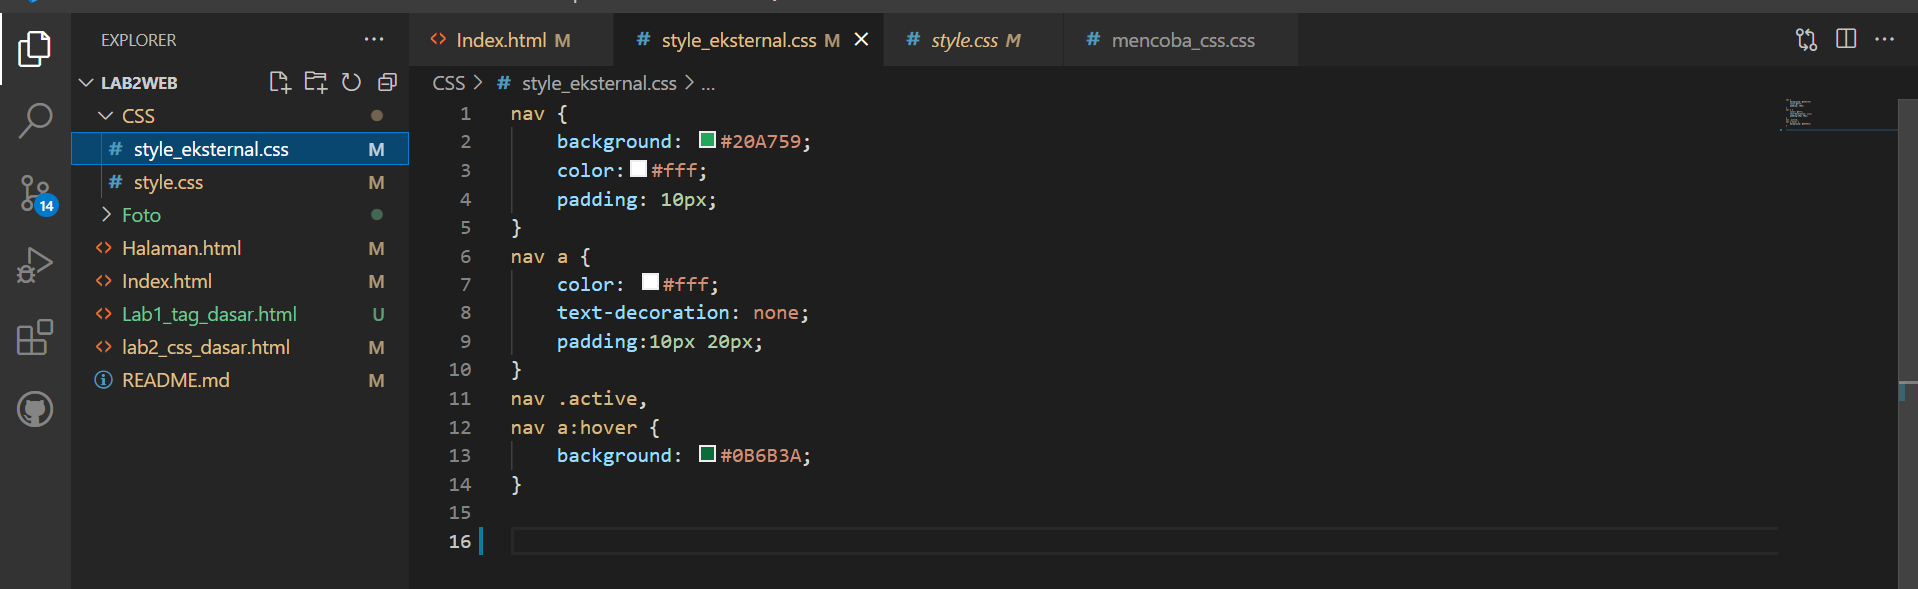 EXPLORER
LAB2WEB
CSS
style_eksternal.css M
style.css M
Foto
Halaman.html M
Index.html M
Lab1_tag_dasar.html U
lab2_css_dasar.html M
README.md M
14
Index.html M
# style_eksternal.css M
# style.css M
# mencoba_css.css
CSS > # style_eksternal.css > ...
1 nav {
2 background: #20A759;
3 color: #fff;
4 padding: 10px;
5 }
6 nav a {
7 color: #fff;
8 text-decoration: none;
9 padding:10px 20px;
10 }
11 nav .active,
12 nav a:hover {
13 background: #0B6B3A;
14 }
15
16